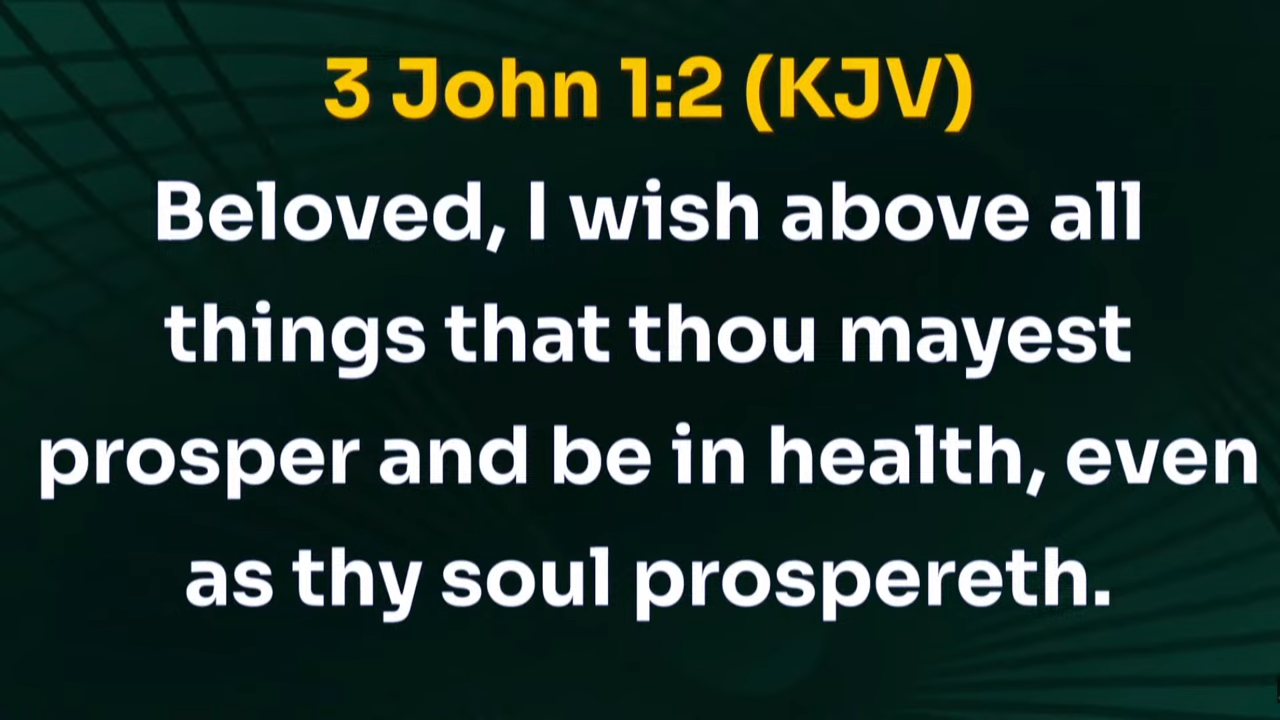 3 John 1:2 (KJV)
Beloved, I wish above all
things that thou mayest
prosper and be in health, even
as thy soul prospereth.